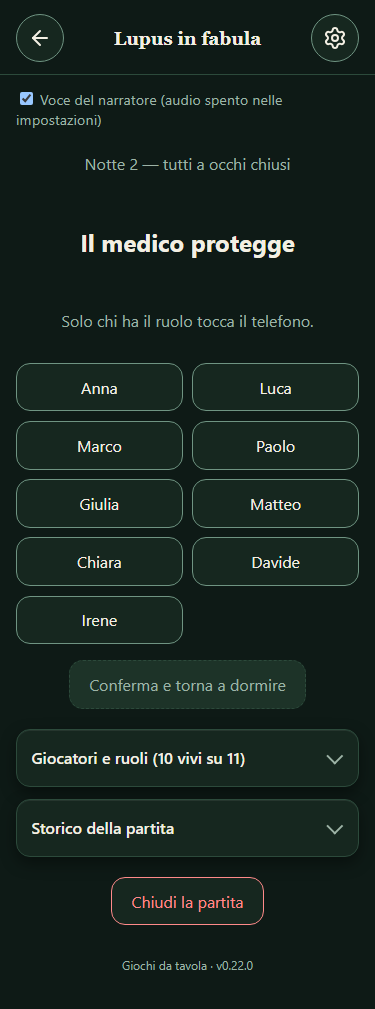 Lupus in fabula
Voce del narratore (audio spento nelle
impostazioni)
Notte 2 — tutti a occhi chiusi
Il medico protegge
Solo chi ha il ruolo tocca il telefono.
Anna
Luca
Marco
Paolo
Giulia
Matteo
Chiara
Davide
Irene
Conferma e torna a dormire
Giocatori e ruoli (10 vivi su 11)
Storico della partita
Chiudi la partita
Giochi da tavola · v0.22.0